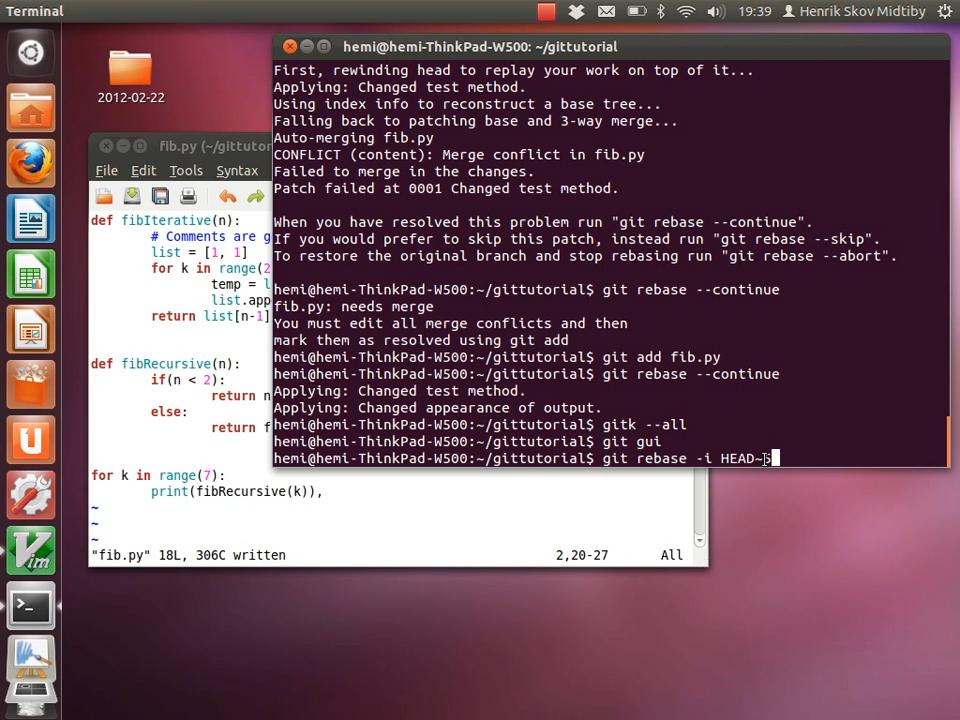 Terminal
19:39
Henrik Skov Midtiby
2012-02-22
fib.py (~/gittutor
File Edit Tools Syntax
def fibIterative(n):
# Comments are g
list = [1, 1]
for k in range(2
temp = l
list.app
return list[n-1]
def fibRecursive(n):
if(n < 2):
return n
else:
return f
for k in range(7):
print(fibRecursive(k)),
~
~
~
"fib.py" 18L, 306C written 2,20-27 All
hemi@hemi-ThinkPad-W500: ~/gittutorial
First, rewinding head to replay your work on top of it...
Applying: Changed test method.
Using index info to reconstruct a base tree...
Falling back to patching base and 3-way merge...
Auto-merging fib.py
CONFLICT (content): Merge conflict in fib.py
Failed to merge in the changes.
Patch failed at 0001 Changed test method.
When you have resolved this problem run "git rebase --continue".
If you would prefer to skip this patch, instead run "git rebase --skip".
To restore the original branch and stop rebasing run "git rebase --abort".
hemi@hemi-ThinkPad-W500:~/gittutorial$ git rebase --continue
fib.py: needs merge
You must edit all merge conflicts and then
mark them as resolved using git add
hemi@hemi-ThinkPad-W500:~/gittutorial$ git add fib.py
hemi@hemi-ThinkPad-W500:~/gittutorial$ git rebase --continue
Applying: Changed test method.
Applying: Changed appearance of output.
hemi@hemi-ThinkPad-W500:~/gittutorial$ gitk --all
hemi@hemi-ThinkPad-W500:~/gittutorial$ git gui
hemi@hemi-ThinkPad-W500:~/gittutorial$ git rebase -i